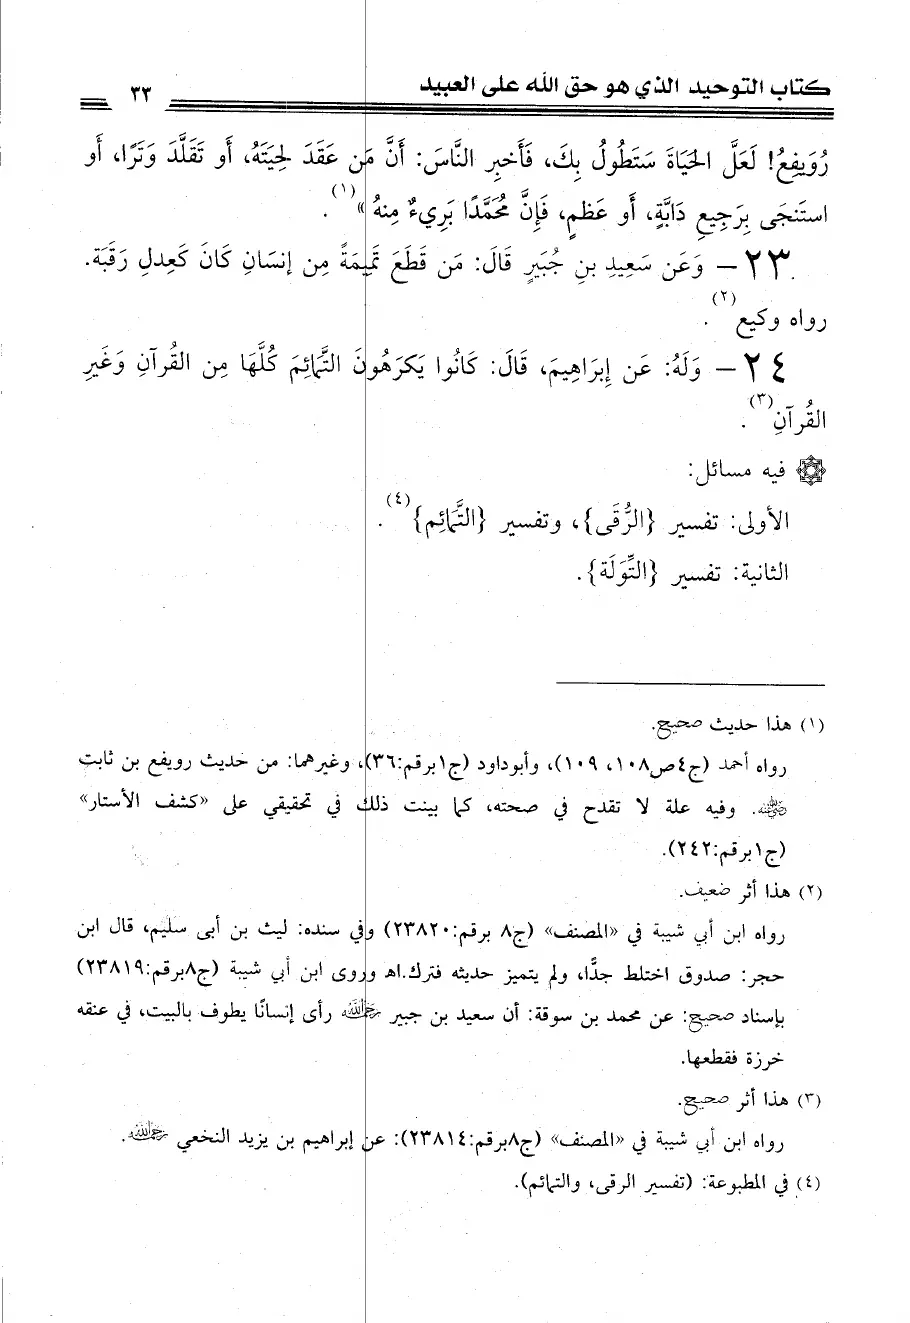 كتاب التوحيد الذي هو حق الله على العبيد ٣٣
رُوَيفِعُ! لَعَلَّ الحَيَاةَ سَتَطُولُ بِكَ، فَأَخبِرِ النَّاسَ: أَنَّ مَن عَقَدَ لِحيَتَهُ، أَو تَقَلَّدَ وَتَرًا، أَو
استَنجَى بِرَجِيعِ دَابَّةٍ، أَو عَظمٍ، فَإِنَّ مُحَمَّدًا بَرِيءٌ مِنهُ»(١).
٢٣ – وَعَن سَعِيدِ بنِ جُبَيرٍ قَالَ: مَن قَطَعَ تَمِيمَةً مِن إِنسَانٍ كَانَ كَعِدلِ رَقَبَة.
رواه وكيع(٢).
٢٤ – وَلَهُ: عَن إِبرَاهِيمَ، قَالَ: كَانُوا يَكرَهُونَ التَّمَائِمَ كُلَّهَا مِن القُرآنِ وَغَيرِ
القُرآنِ(٣).
فيه مسائل:
الأولى: تفسير {الرُّقَى}، وتفسير {التَّمَائِم}(٤).
الثانية: تفسير {التِّوَلَة}.
(١) هذا حديث صحيح.
رواه أحمد (ج٤ص١٠٨، ١٠٩)، وأبوداود (ج١برقم:٣٦)، وغيرهما: من حديث رويفع بن ثابت
رضي الله عنه. وفيه علة لا تقدح في صحته، كما بينت ذلك في تحقيقي على «كشف الأستار»
(ج١برقم:٢٤٢).
(٢) هذا أثر ضعيف.
رواه ابن أبي شيبة في «المصنف» (ج٨ برقم:٢٣٨٢٠) وفي سنده: ليث بن أبى سليم، قال ابن
حجر: صدوق اختلط جدًّا، ولم يتميز حديثه فترك.اهـ وروى ابن أبي شيبة (ج٨برقم:٢٣٨١٩)
بإسناد صحيح: عن محمد بن سوقة: أن سعيد بن جبير رحمه الله رأى إنسانًا يطوف بالبيت، في عنقه
خرزة فقطعها.
(٣) هذا أثر صحيح.
رواه ابن أبي شيبة في «المصنف» (ج٨برقم:٢٣٨١٤): عن إبراهيم بن يزيد النخعي رحمه الله.
(٤) في المطبوعة: (تفسير الرقى، والتمائم).